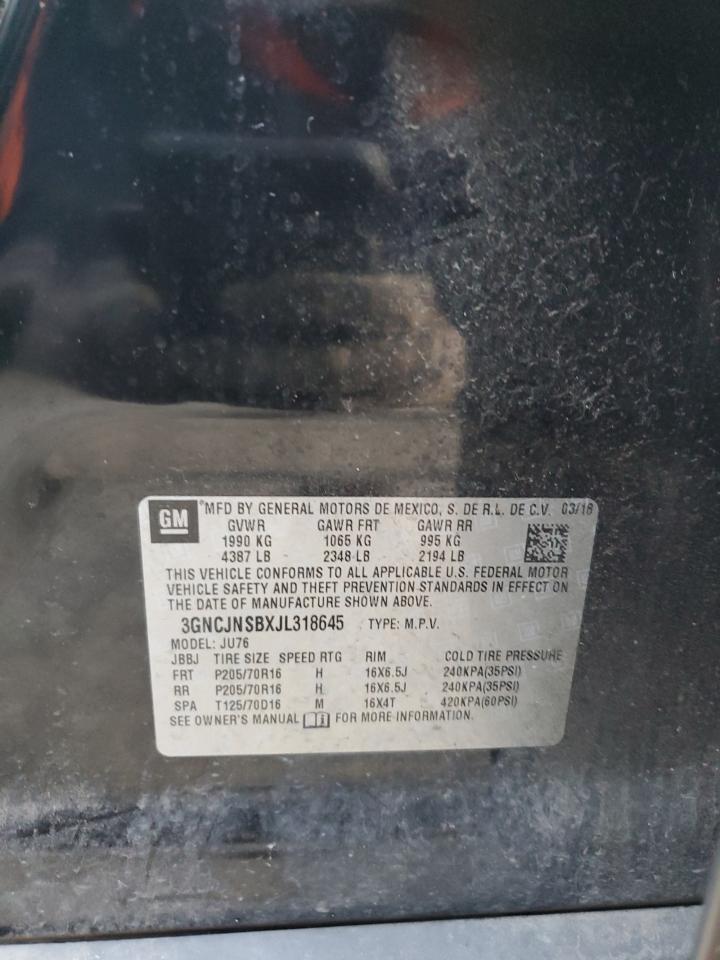 GM ®MFD BY GENERAL MOTORS DE MEXICO, S. DE R.L. DE C.V. 03/18
GVWR GAWR FRT GAWR RR
1990 KG 1065 KG 995 KG
4387 LB 2348 LB 2194 LB
THIS VEHICLE CONFORMS TO ALL APPLICABLE U.S. FEDERAL MOTOR
VEHICLE SAFETY AND THEFT PREVENTION STANDARDS IN EFFECT ON
THE DATE OF MANUFACTURE SHOWN ABOVE.
3GNCJNSBXJL318645 TYPE: M.P.V.
MODEL: JU76
JBBJ TIRE SIZE SPEED RTG RIM COLD TIRE PRESSURE
FRT P205/70R16 H 16X6.5J 240KPA(35PSI)
RR P205/70R16 H 16X6.5J 240KPA(35PSI)
SPA T125/70D16 M 16X4T 420KPA(60PSI)
SEE OWNER'S MANUAL FOR MORE INFORMATION.